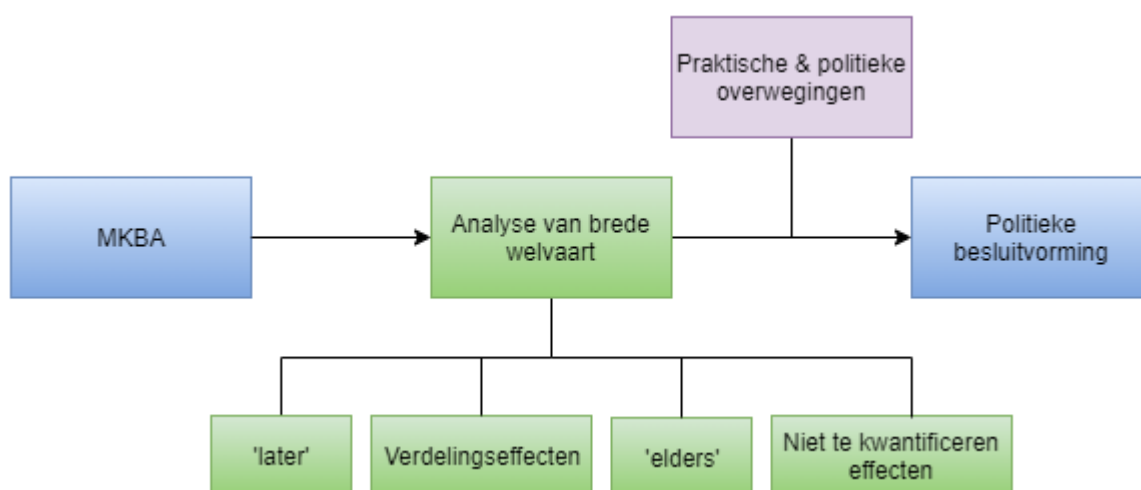 Praktische & politieke
overwegingen
MKBA
Analyse van brede
welvaart
Politieke
besluitvorming
'later'
Verdelingseffecten
'elders'
Niet te kwantificeren
effecten